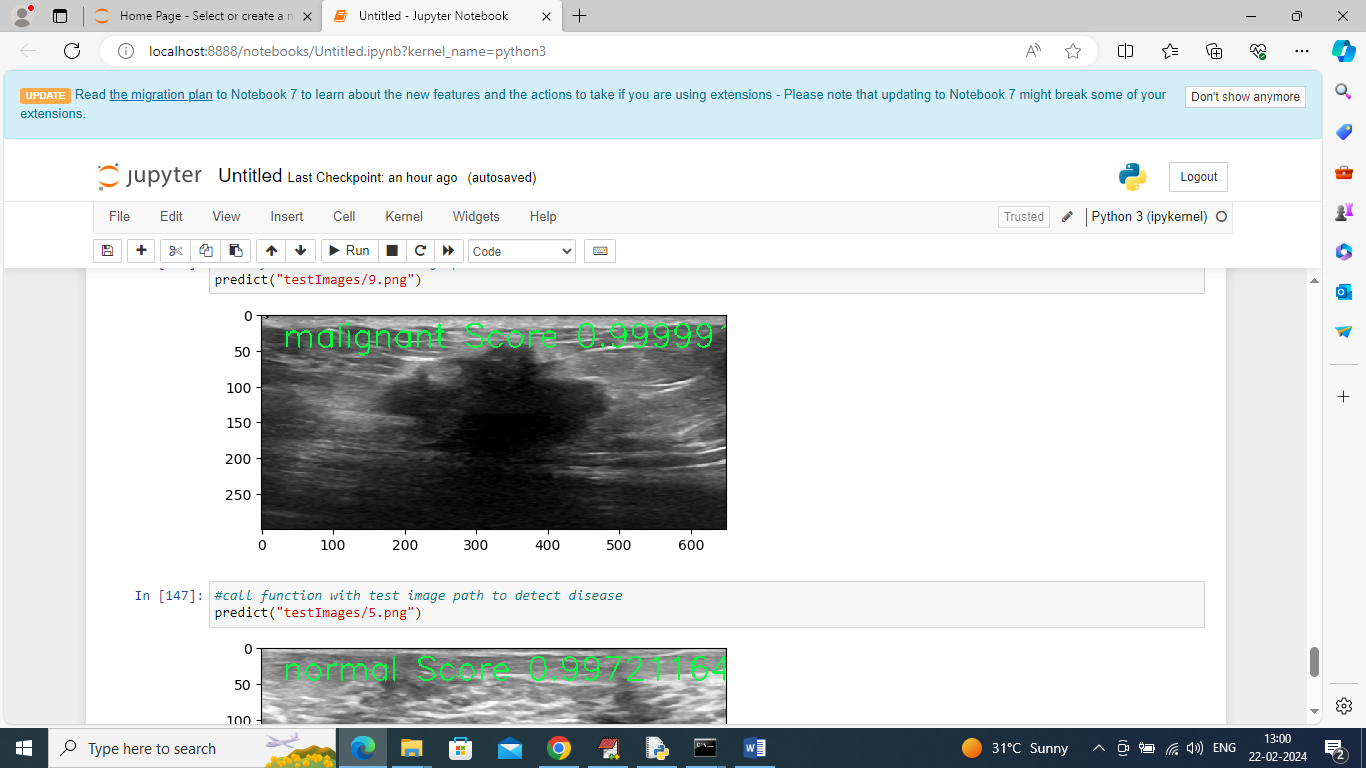 Home Page - Select or create a n
Untitled - Jupyter Notebook
localhost:8888/notebooks/Untitled.ipynb?kernel_name=python3
UPDATE Read the migration plan to Notebook 7 to learn about the new features and the actions to take if you are using extensions - Please note that updating to Notebook 7 might break some of your
extensions.
Don't show anymore
jupyter Untitled Last Checkpoint: an hour ago (autosaved)
Logout
File Edit View Insert Cell Kernel Widgets Help
Trusted
Python 3 (ipykernel)
Run
Code
predict("testImages/9.png")
malignant Score 0.99999
0
50
100
150
200
250
0 100 200 300 400 500 600
In [147]: #call function with test image path to detect disease
predict("testImages/5.png")
normal Score 0.99721164
0
50
100
Type here to search
31°C Sunny
ENG
13:00
22-02-2024
2